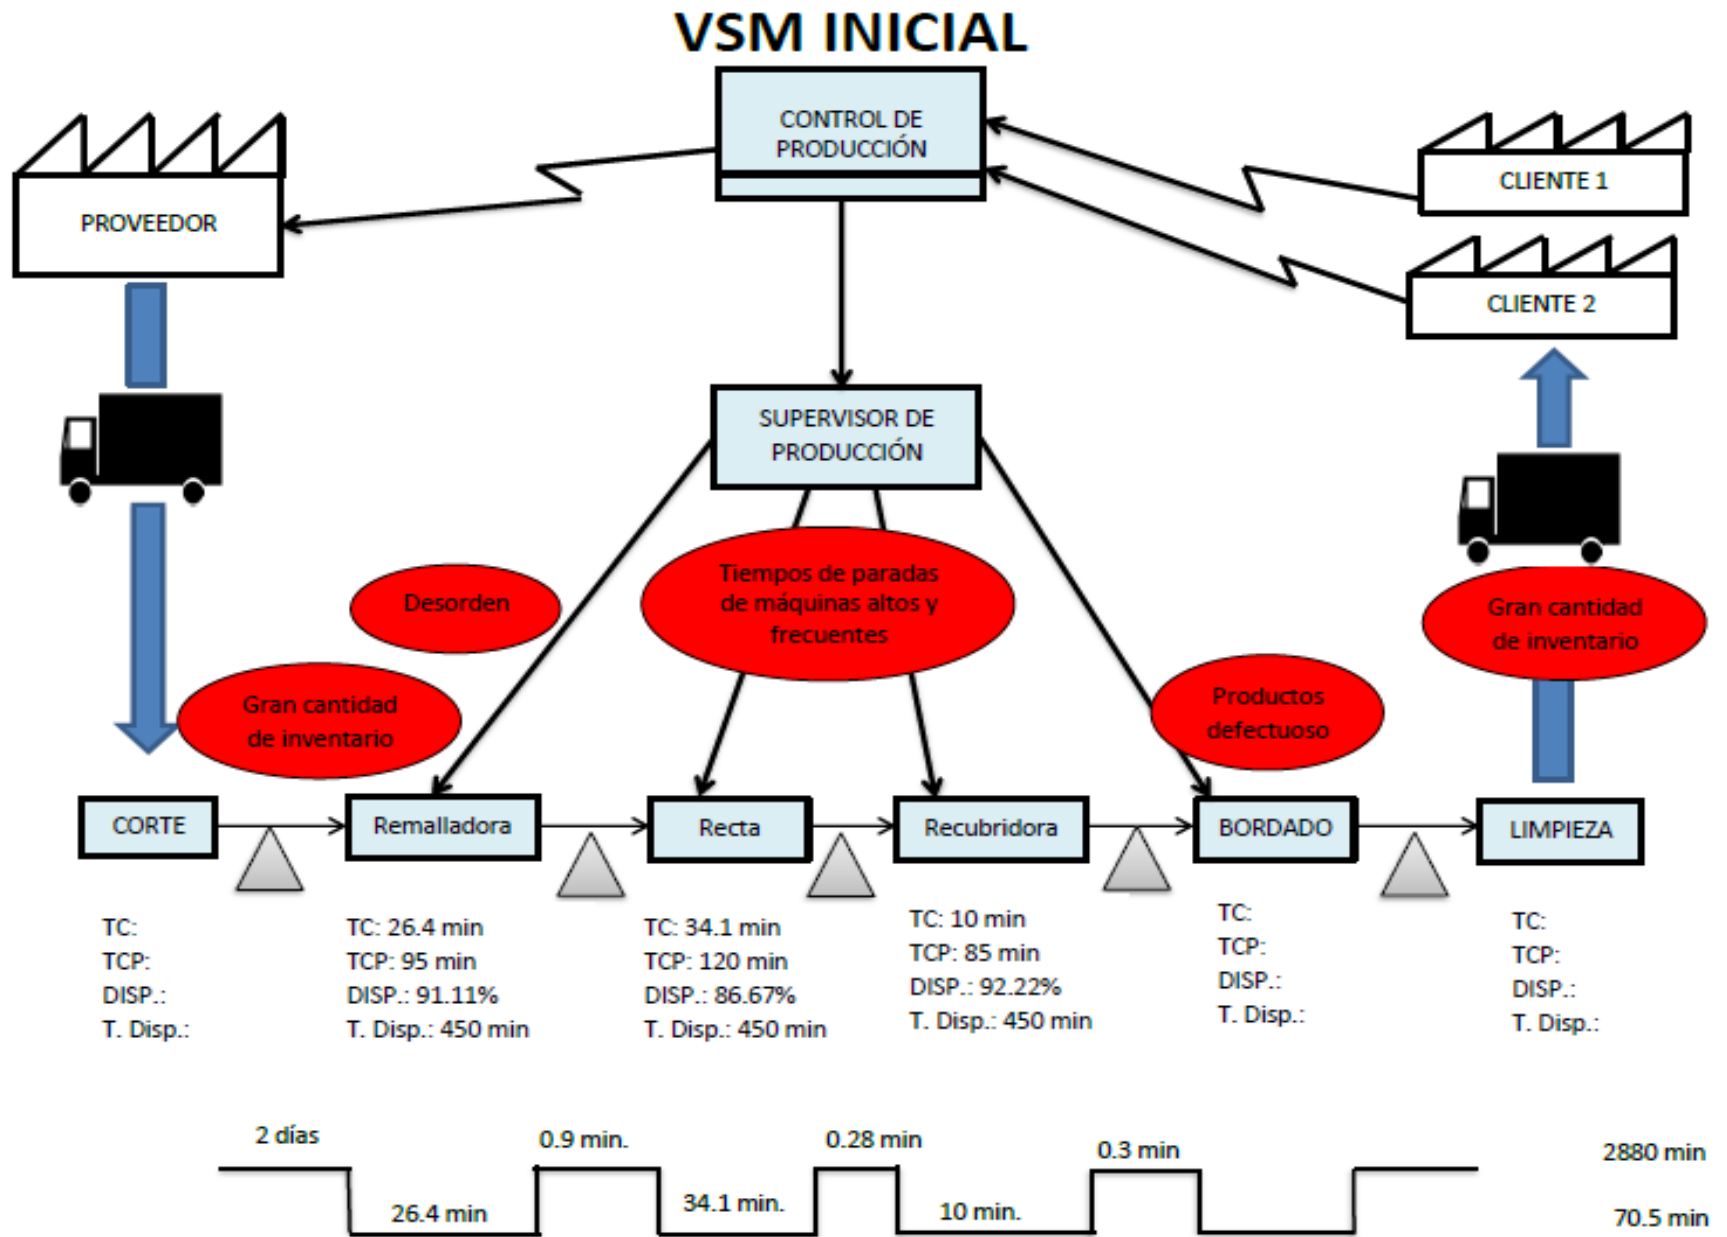 VSM INICIAL
CONTROL DE
PRODUCCIÓN
PROVEEDOR
CLIENTE 1
CLIENTE 2
SUPERVISOR DE
PRODUCCIÓN
Desorden
Tiempos de paradas
de máquinas altos y
frecuentes
Gran cantidad
de inventario
Gran cantidad
de inventario
Productos
defectuoso
CORTE
Remalladora
Recta
Recubridora
BORDADO
LIMPIEZA
TC:
TCP:
DISP.:
T. Disp.:
TC: 26.4 min
TCP: 95 min
DISP.: 91.11%
T. Disp.: 450 min
TC: 34.1 min
TCP: 120 min
DISP.: 86.67%
T. Disp.: 450 min
TC: 10 min
TCP: 85 min
DISP.: 92.22%
T. Disp.: 450 min
TC:
TCP:
DISP.:
T. Disp.:
TC:
TCP:
DISP.:
T. Disp.:
2 días
0.9 min.
0.28 min
0.3 min
2880 min
26.4 min
34.1 min.
10 min.
70.5 min